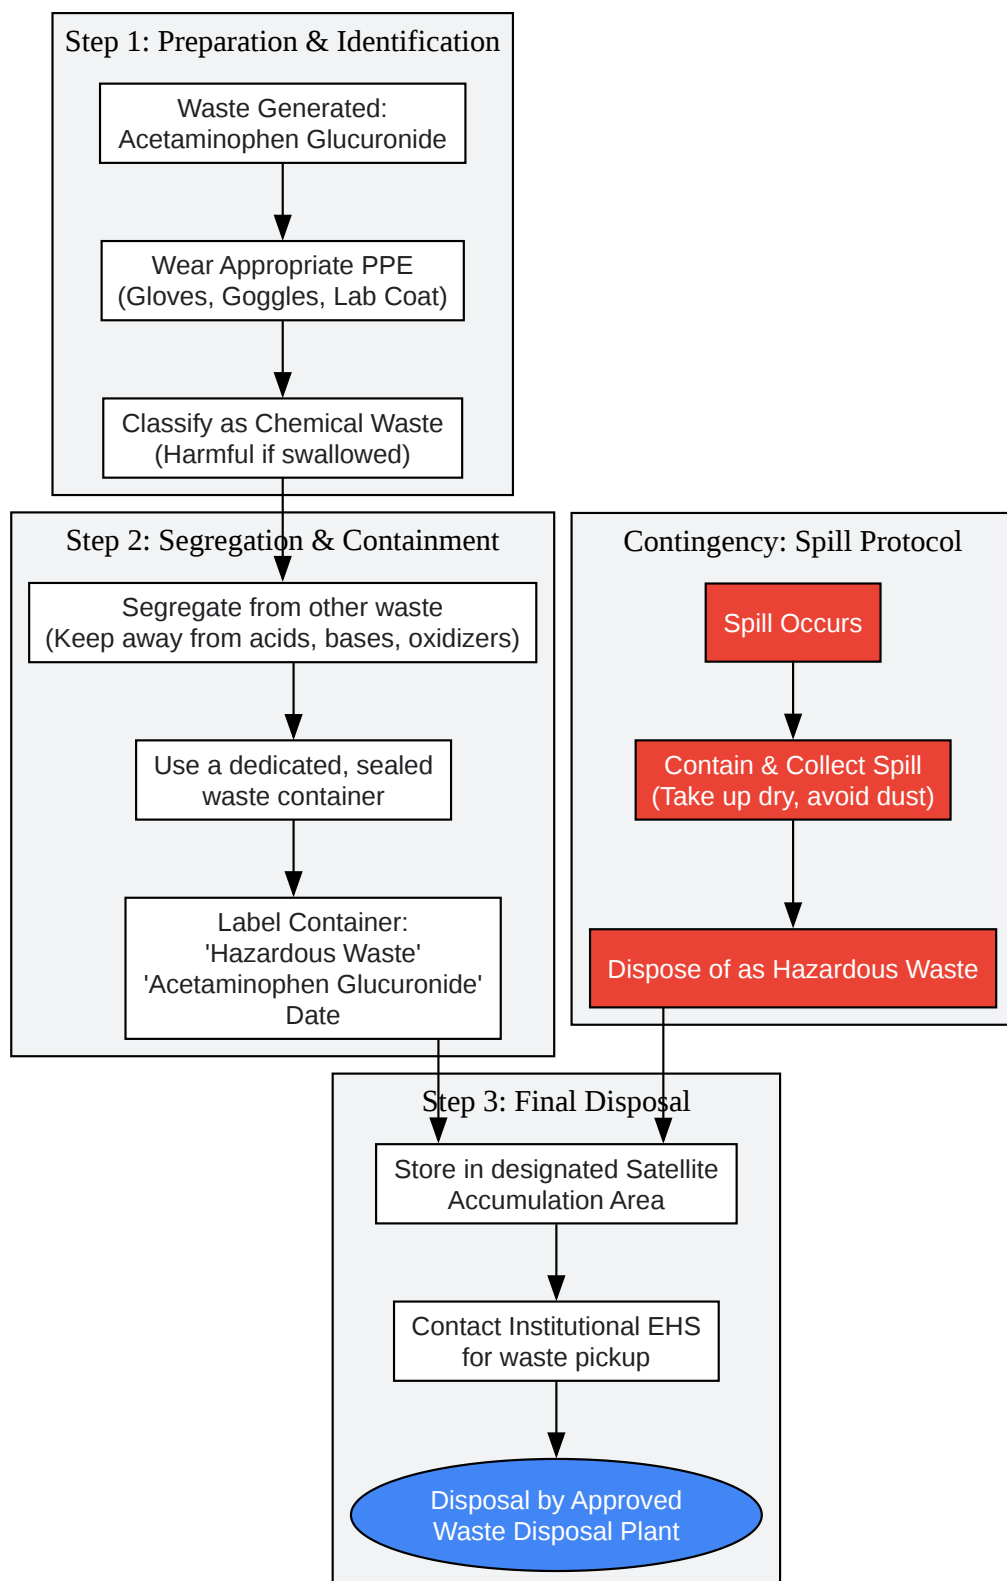 Step 1: Preparation & Identification
Waste Generated:
Acetaminophen Glucuronide
Wear Appropriate PPE
(Gloves, Goggles, Lab Coat)
Classify as Chemical Waste
(Harmful if swallowed)
Step 2: Segregation & Containment
Segregate from other waste
(Keep away from acids, bases, oxidizers)
Use a dedicated, sealed
waste container
Label Container:
'Hazardous Waste'
'Acetaminophen Glucuronide'
Date
Contingency: Spill Protocol
Spill Occurs
Contain & Collect Spill
(Take up dry, avoid dust)
Dispose of as Hazardous Waste
Step 3: Final Disposal
Store in designated Satellite
Accumulation Area
Contact Institutional EHS
for waste pickup
Disposal by Approved
Waste Disposal Plant